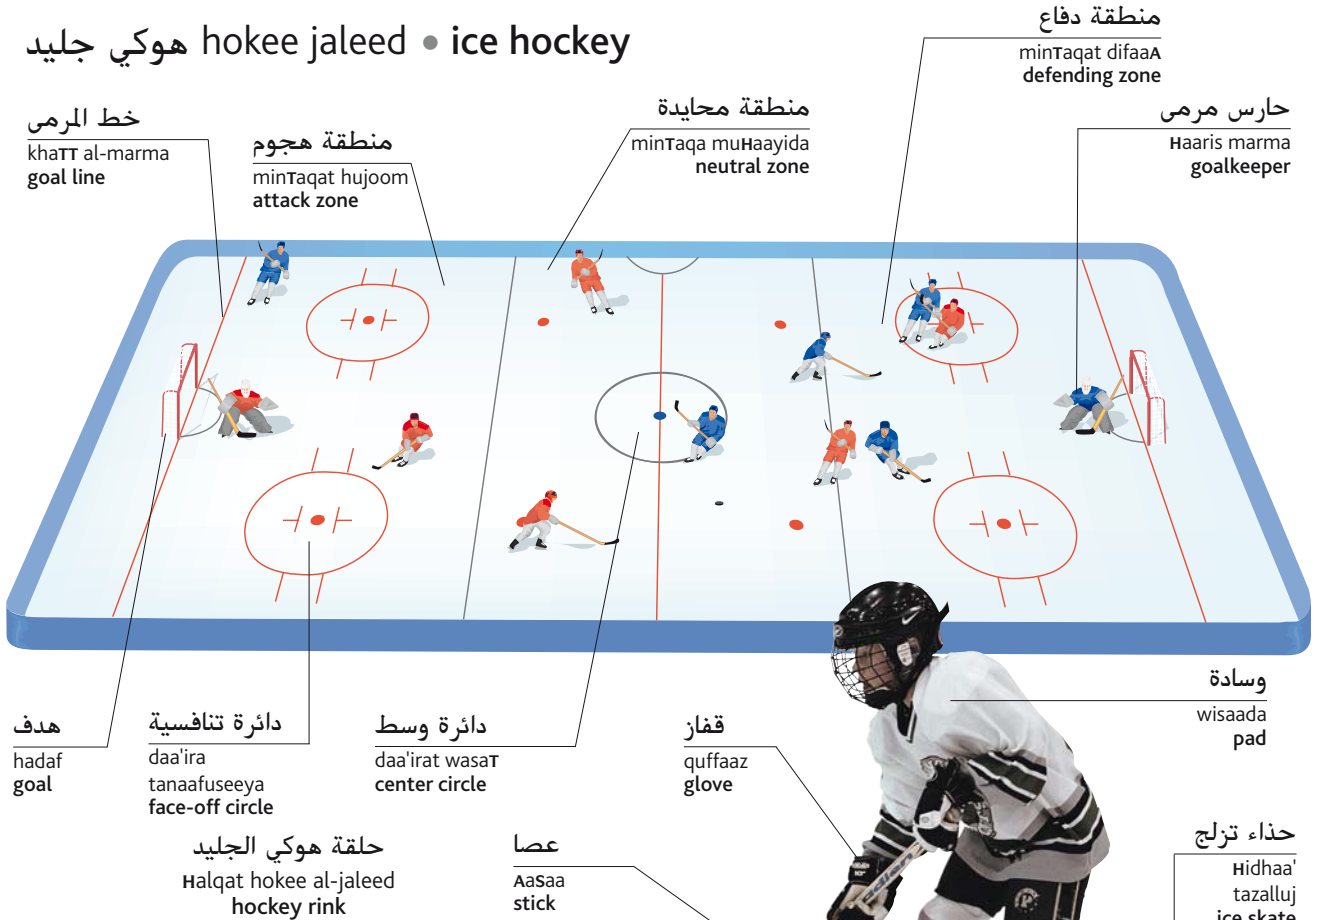 هوكي جليد hokee jaleed • ice hockey
منطقة دفاع
minTaqat difaaA
defending zone
خط المرمى
khaTT al-marma
goal line
منطقة هجوم
minTaqat hujoom
attack zone
منطقة محايدة
minTaqa muHaayida
neutral zone
حارس مرمى
Haaris marma
goalkeeper
هدف
hadaf
goal
دائرة تنافسية
daa'ira
tanaafuseeya
face-off circle
دائرة وسط
daa'irat wasaT
center circle
قفاز
quffaaz
glove
وسادة
wisaada
pad
حلقة هوكي الجليد
Halqat hokee al-jaleed
hockey rink
عصا
AaSaa
stick
حذاء تزلج
Hidhaa'
tazalluj
ice skate